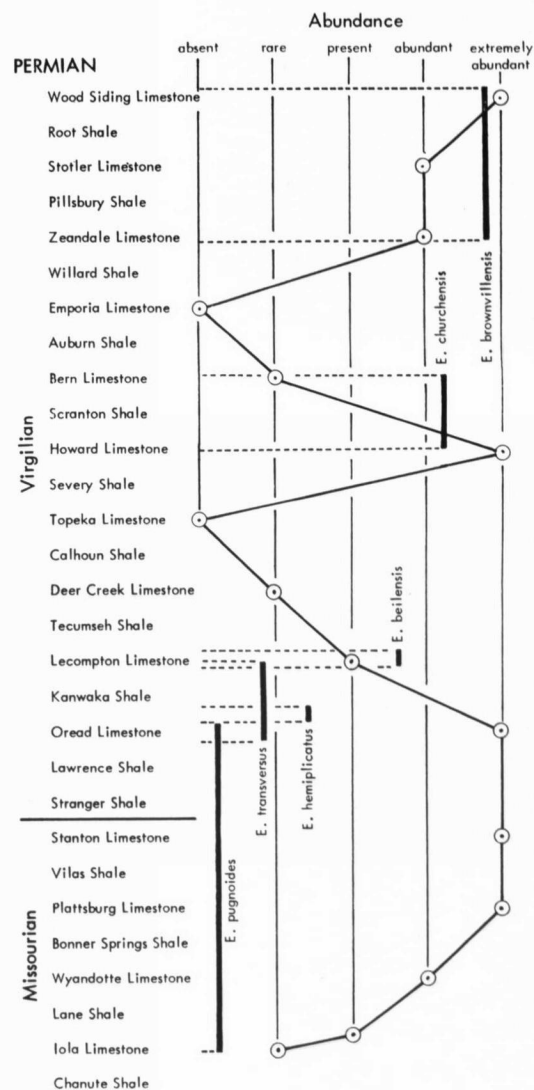 Abundance
absent rare present abundant extremely abundant
PERMIAN
Wood Siding Limestone
Root Shale
Stotler Limestone
Pillsbury Shale
Zeandale Limestone
Willard Shale
Emporia Limestone
Auburn Shale
Bern Limestone
Scranton Shale
Howard Limestone
Severy Shale
Topeka Limestone
Calhoun Shale
Deer Creek Limestone
Tecumseh Shale
Lecompton Limestone
Kanwaka Shale
Oread Limestone
Lawrence Shale
Stranger Shale
Stanton Limestone
Vilas Shale
Plattsburg Limestone
Bonner Springs Shale
Wyandotte Limestone
Lane Shale
Iola Limestone
Chanute Shale
Virgilian
Missourian
E. pugnoides
E. transversus
E. hemiplicatus
E. beilensis
E. churchensis
E. brownvillensis